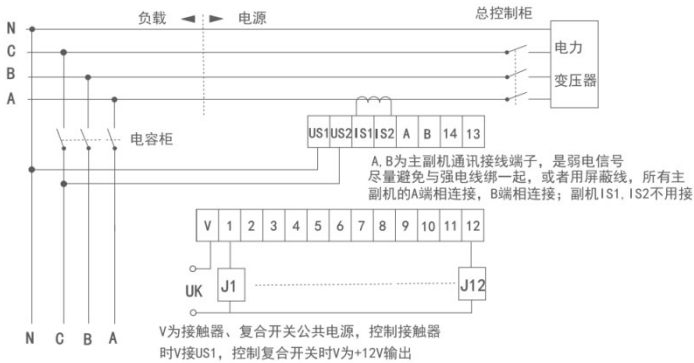 负载 电源 总控制柜
N
C
B
A
电力
变压器
电容柜
US1 US2 IS1 IS2 A B 14 13
A,B为主副机通讯接线端子，是弱电信号
尽量避免与强电线绑一起，或者用屏蔽线，所有主
副机的A端相连接，B端相连接；副机IS1,IS2不用接
V 1 2 3 4 5 6 7 8 9 10 11 12
UK J1 J12
N C B A
V为接触器、复合开关公共电源，控制接触器
时V接US1，控制复合开关时V为+12V输出